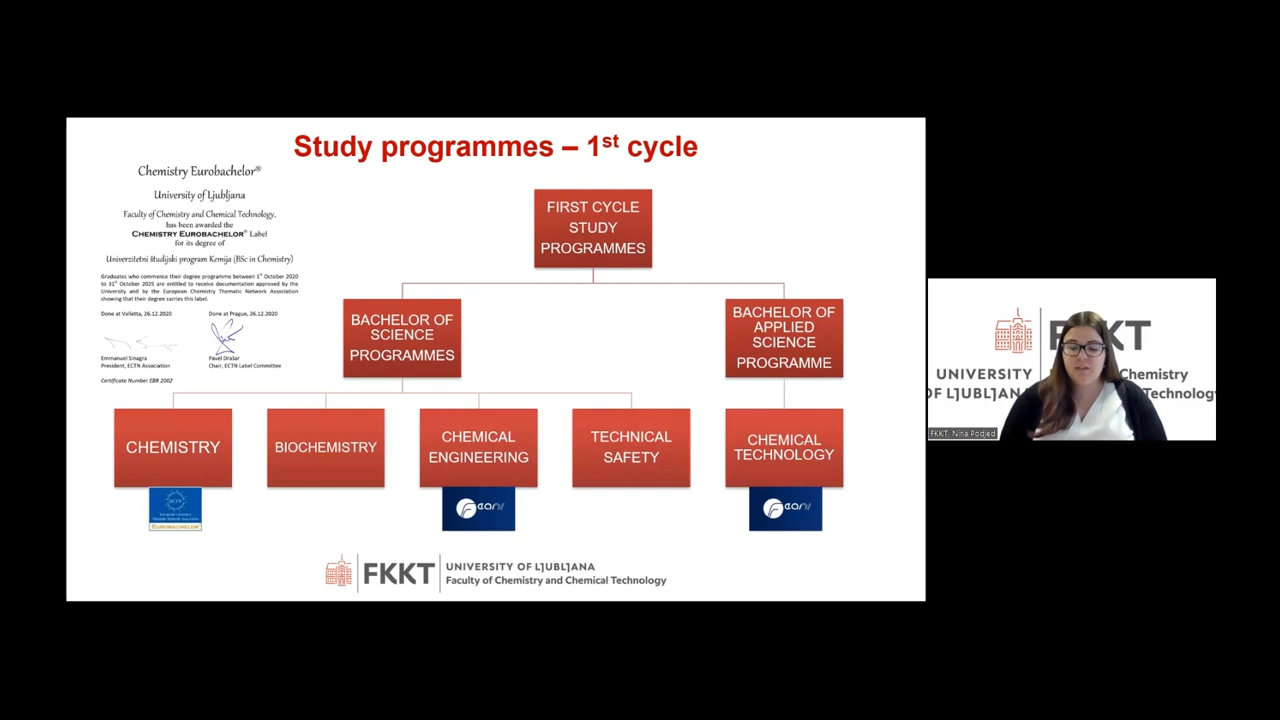 Study programmes – 1st cycle
Chemistry Eurobachelor®
University of Ljubljana
Faculty of Chemistry and Chemical Technology,
has been awarded the
CHEMISTRY EUROBACHELOR® Label
for its degree of
Univerzitetni študijski program Kemija (BSc in Chemistry)
Graduates who commence their degree programme between 1st October 2020
to 31st October 2025 are entitled to receive documentation approved by the
University and by the European Chemistry Thematic Network Association
showing that their degree carries this label.
Done at Valletta, 26.12.2020
Done at Prague, 26.12.2020
Emmanuel Sinagra
President, ECTN Association
Pavel Drašar
Chair, ECTN Label Committee
Certificate Number EBR 2002
FIRST CYCLE
STUDY
PROGRAMMES
BACHELOR OF
SCIENCE
PROGRAMMES
BACHELOR OF
APPLIED
SCIENCE
PROGRAMME
CHEMISTRY
BIOCHEMISTRY
CHEMICAL
ENGINEERING
TECHNICAL
SAFETY
CHEMICAL
TECHNOLOGY
ECTN
EUROBACHELOR®
eani
eani
FKKT
UNIVERSITY OF LJUBLJANA
Faculty of Chemistry and Chemical Technology
UNIVERSITY
OF LJUBLJANA
Chemistry
Technology
FKKT, Nina Podjed